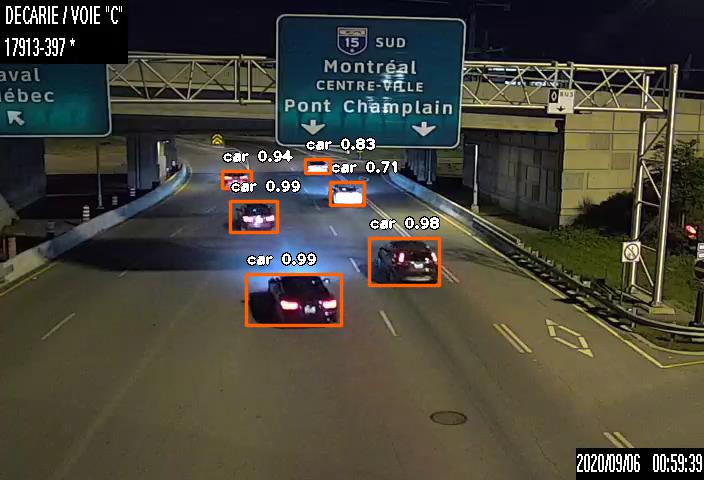 DECARIE / VOIE "C"
17913-397 *
aval
ébec
15 SUD
Montréal
CENTRE-VILLE
Pont Champlain
BUS
car 0.83
car 0.94
car 0.71
car 0.99
car 0.98
car 0.99
2020/09/06 00:59:39